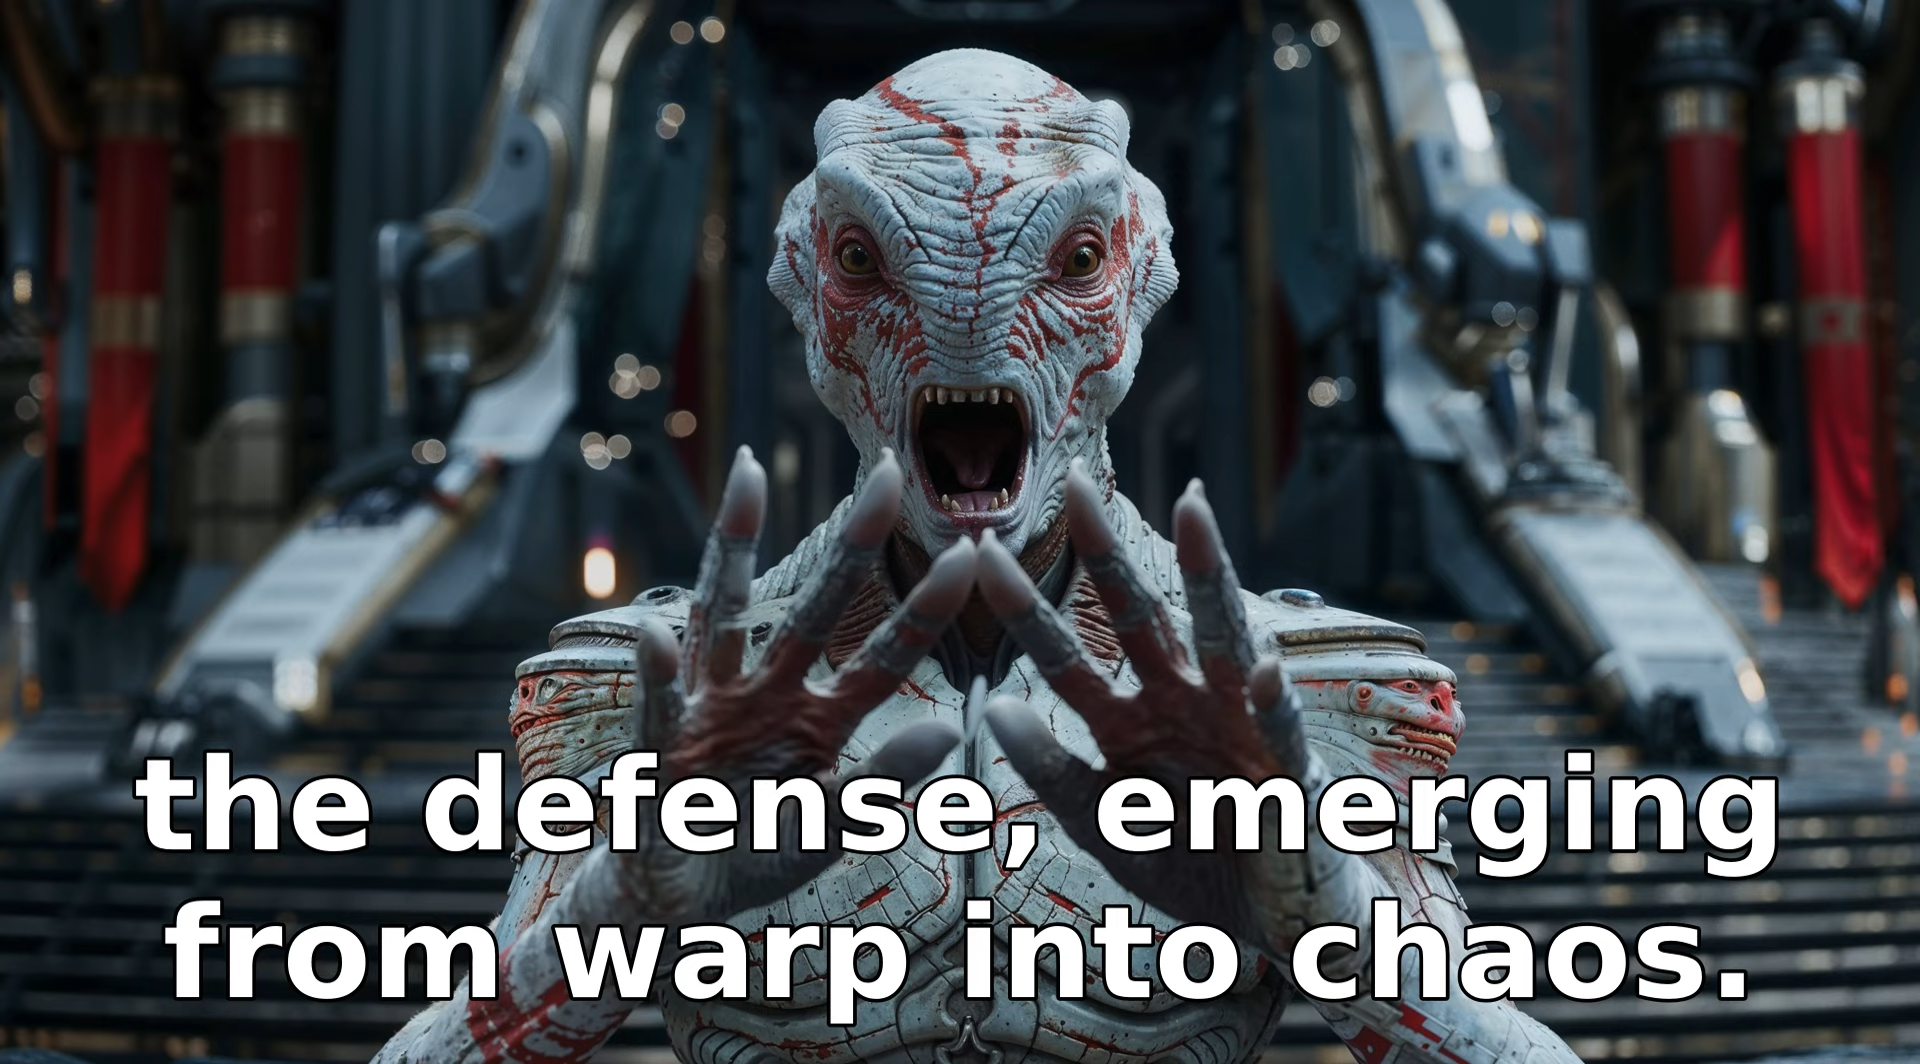 the defense, emerging
from warp into chaos.